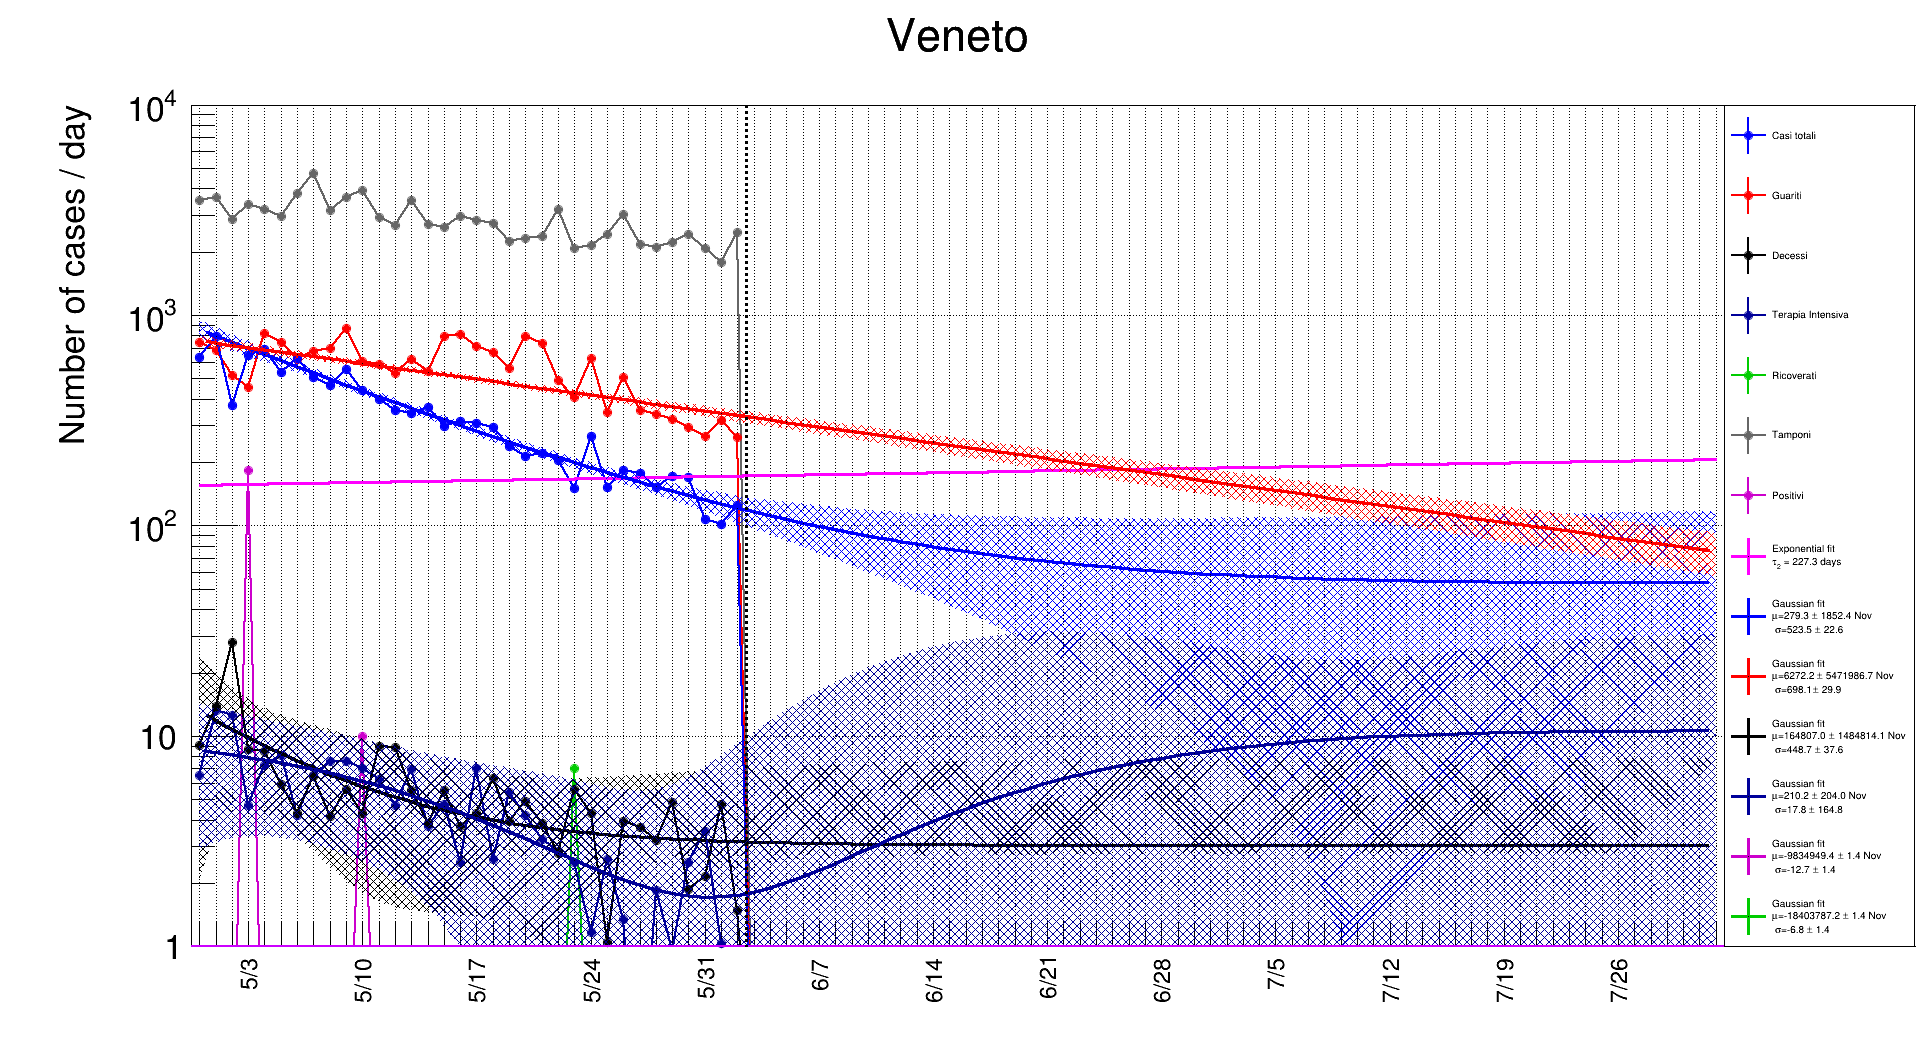 Veneto
Number of cases / day
10^4
10^3
10^2
10
1
5/3
5/10
5/17
5/24
5/31
6/7
6/14
6/21
6/28
7/5
7/12
7/19
7/26
Casi totali
Guariti
Decessi
Terapia Intensiva
Ricoverati
Tamponi
Positivi
Exponential fit
τ₂ = 227.3 days
Gaussian fit
μ=279.3 ± 1852.4 Nov
σ=523.5 ± 22.6
Gaussian fit
μ=6272.2 ± 5471986.7 Nov
σ=698.1 ± 29.9
Gaussian fit
μ=164807.0 ± 1484814.1 Nov
σ=448.7 ± 37.6
Gaussian fit
μ=210.2 ± 204.0 Nov
σ=17.8 ± 164.8
Gaussian fit
μ=-9834949.4 ± 1.4 Nov
σ=-12.7 ± 1.4
Gaussian fit
μ=-18403787.2 ± 1.4 Nov
σ=-6.8 ± 1.4